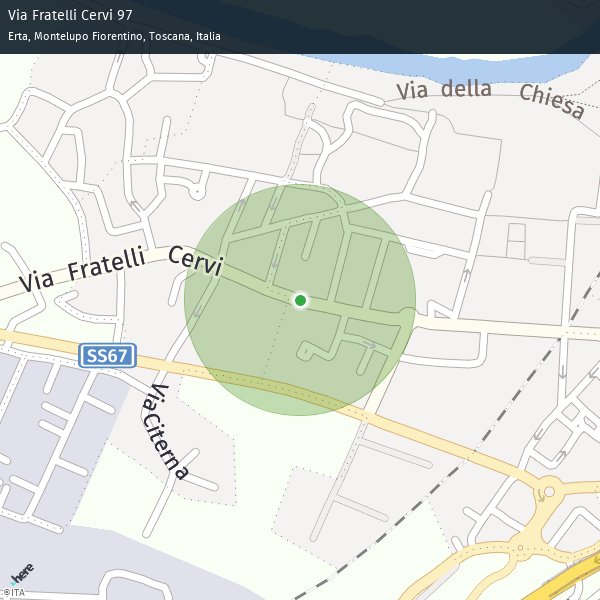 Via Fratelli Cervi 97
Erta, Montelupo Fiorentino, Toscana, Italia
Via della Chiesa
Via Fratelli Cervi
SS67
Via Citerna
here
©ITA